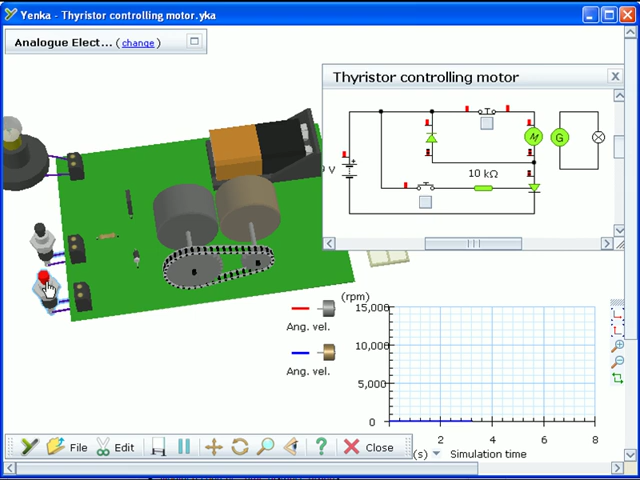 Yenka - Thyristor controlling motor.yka
Analogue Elect... (change)
Thyristor controlling motor
x
M
G
9 V
10 kΩ
(rpm)
15,000
10,000
5,000
0
Ang. vel.
Ang. vel.
2
4
6
8
(s)
Simulation time
File
Edit
?
Close